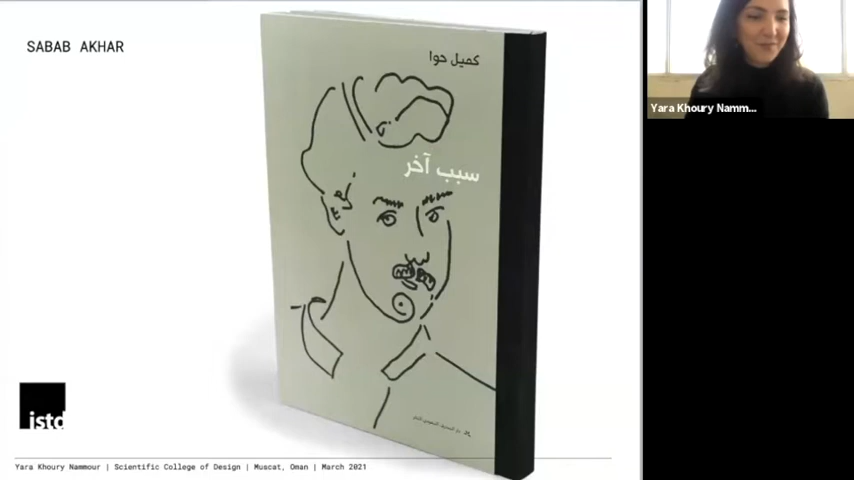 SABAB AKHAR
كميل حوا
سبب آخر
istd
Yara Khoury Nammour | Scientific College of Design | Muscat, Oman | March 2021
Yara Khoury Namm...